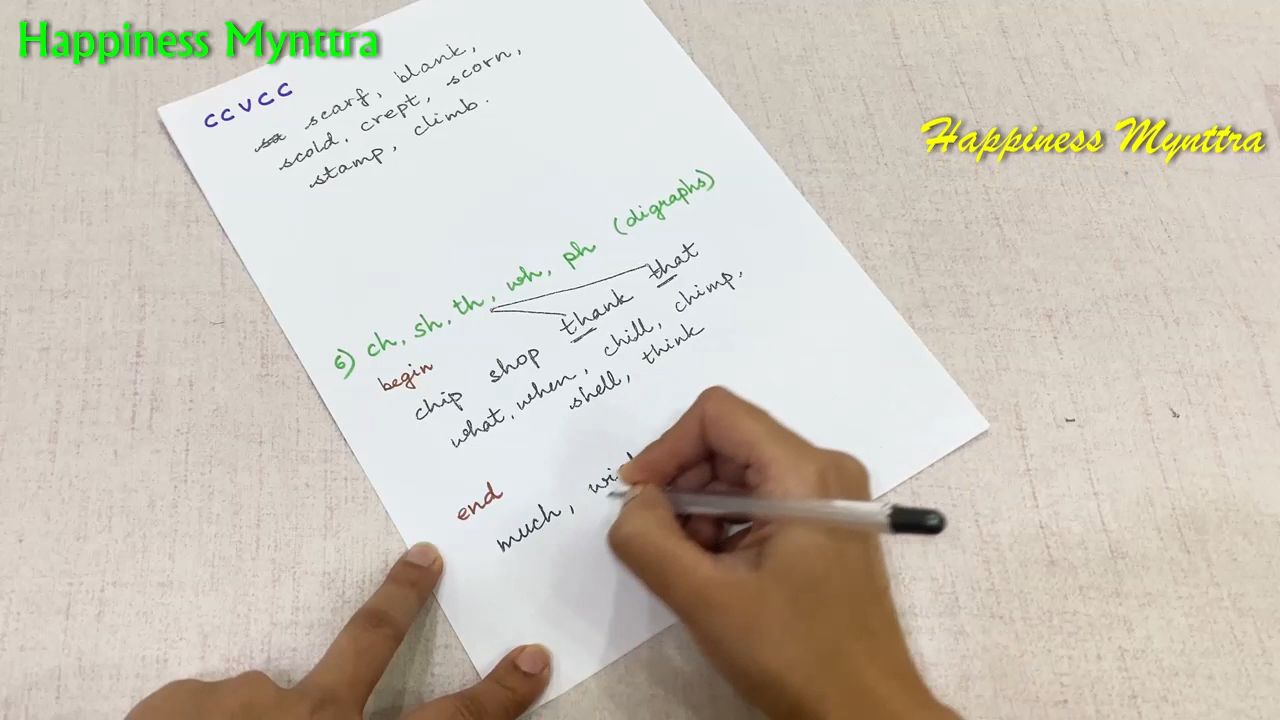 Happiness Mynttra
Happiness Mynttra
CCVCC
scarf, blank,
scold, crept, scorn,
stamp, climb.
6) ch, sh, th, wh, ph (digraphs)
begin
chip shop thank that
what, when, chill, chimp,
shell, think
end
much,